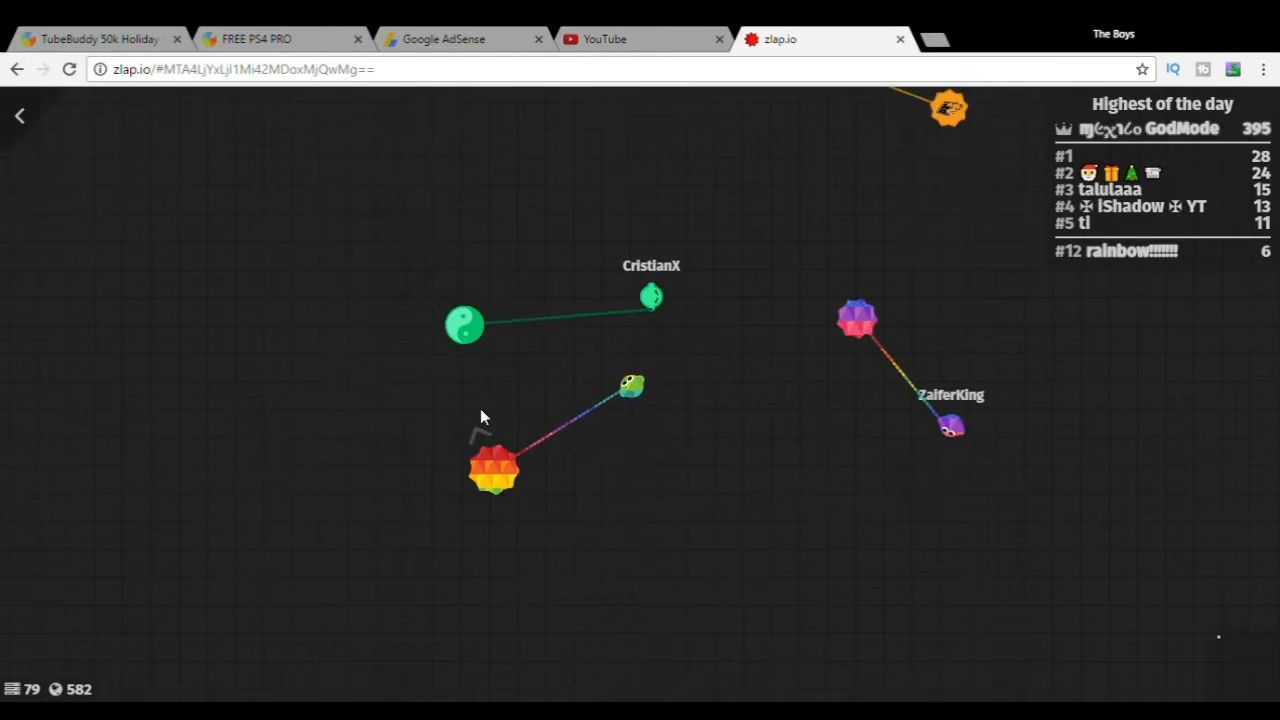 TubeBuddy 50k Holiday
FREE PS4 PRO
Google AdSense
YouTube
zlap.io
The Boys
zlap.io/#MTA4LjYxLjI1Mi42MDoxMjQwMg==
Highest of the day
GodMode 395
#1 28
#2 🎅🎁🎄 24
#3 talulaaa 15
#4 ✠ iShadow ✠ YT 13
#5 ti 11
#12 rainbow!!!!!!! 6
CristianX
ZaiferKing
79 582